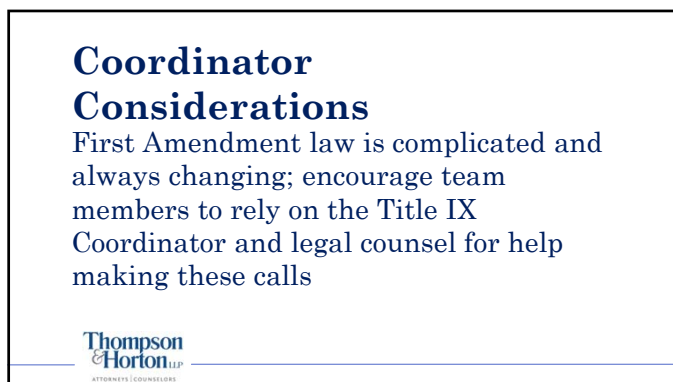 Coordinator
Considerations
First Amendment law is complicated and
always changing; encourage team
members to rely on the Title IX
Coordinator and legal counsel for help
making these calls
Thompson
& Horton LLP
ATTORNEYS | COUNSELORS